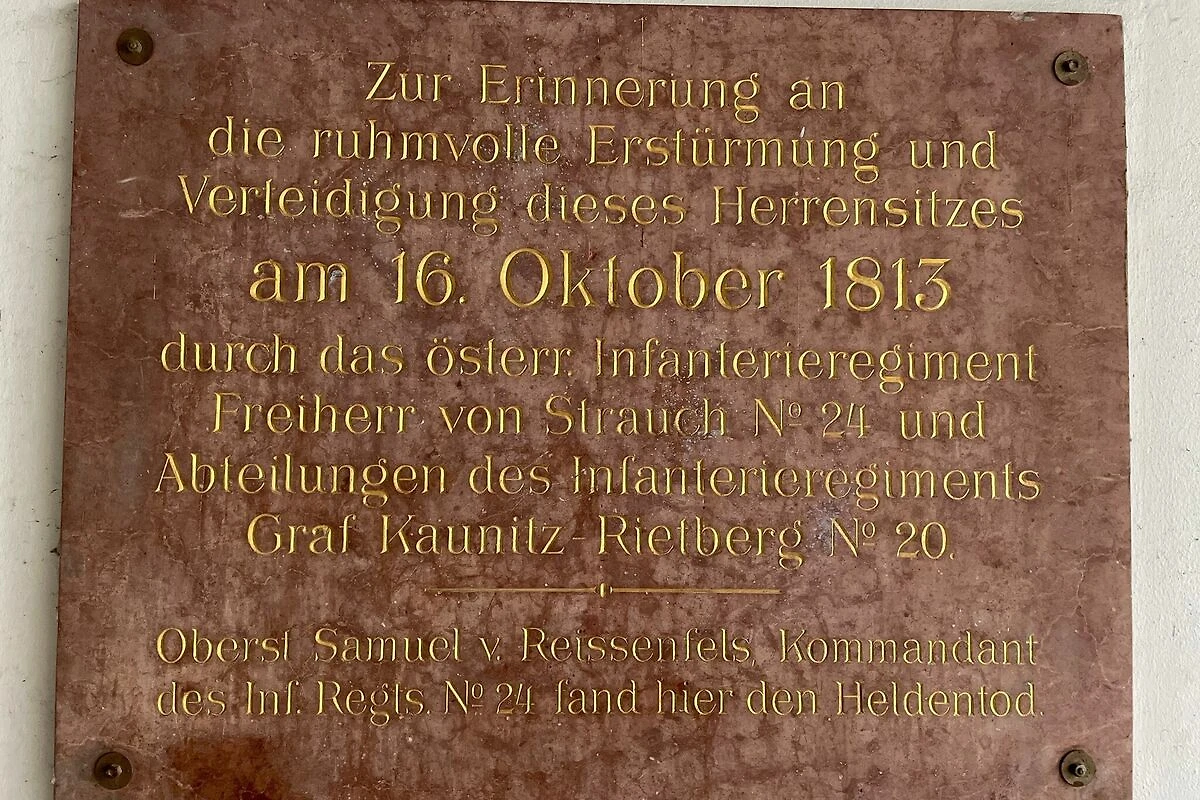 Zur Erinnerung an
die ruhmvolle Erstürmung und
Verteidigung dieses Herrensitzes
am 16. Oktober 1813
durch das österr. Infanterieregiment
Freiherr von Strauch Nº 24 und
Abteilungen des Infanterieregiments
Graf Kaunitz-Rietberg Nº 20.
Oberst Samuel v. Reissenfels, Kommandant
des Inf. Regts. Nº 24 fand hier den Heldentod.